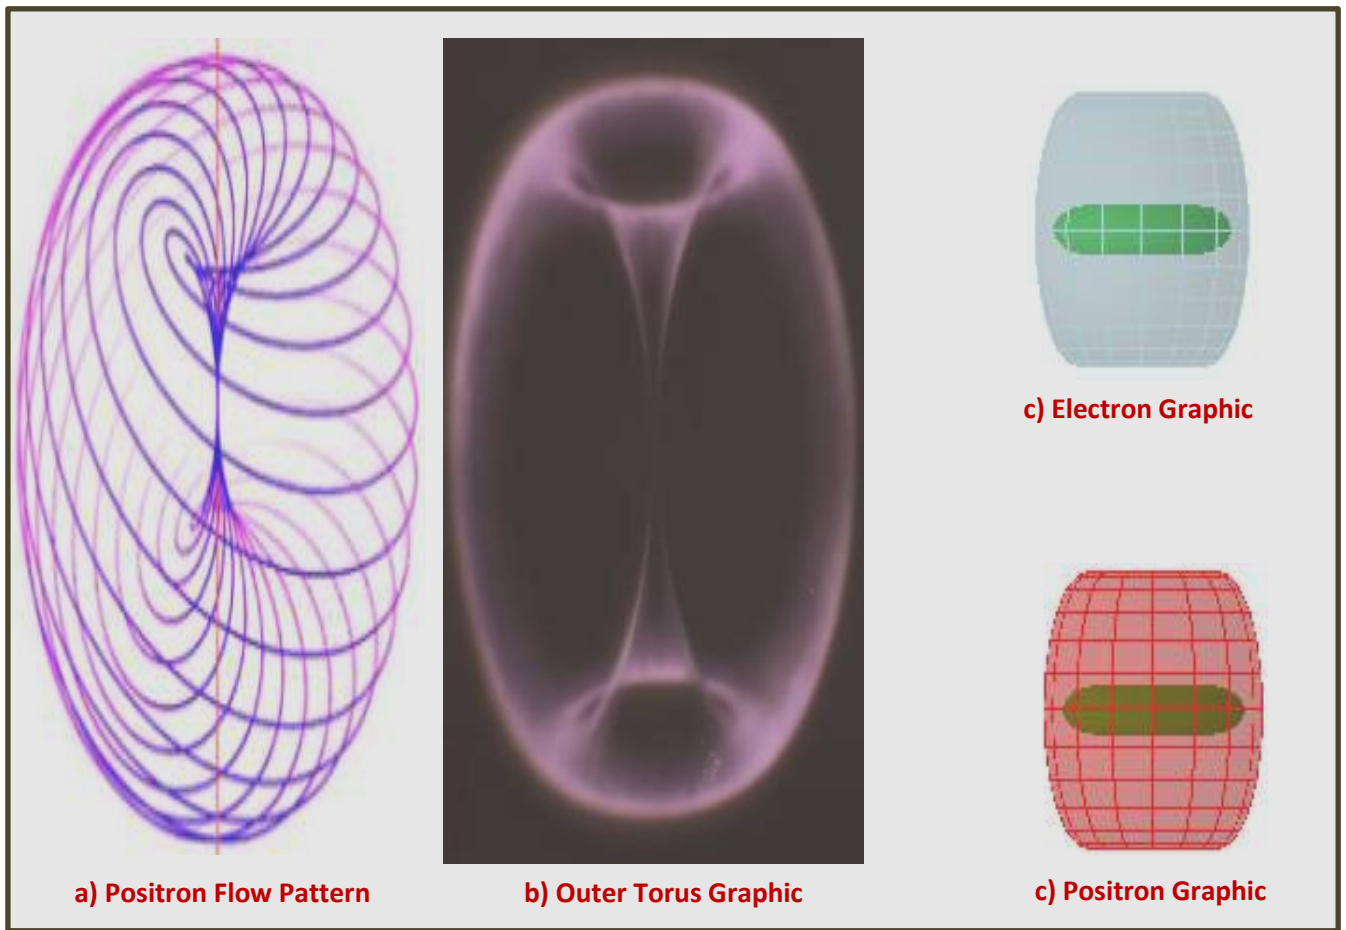 c) Electron Graphic
a) Positron Flow Pattern
b) Outer Torus Graphic
c) Positron Graphic